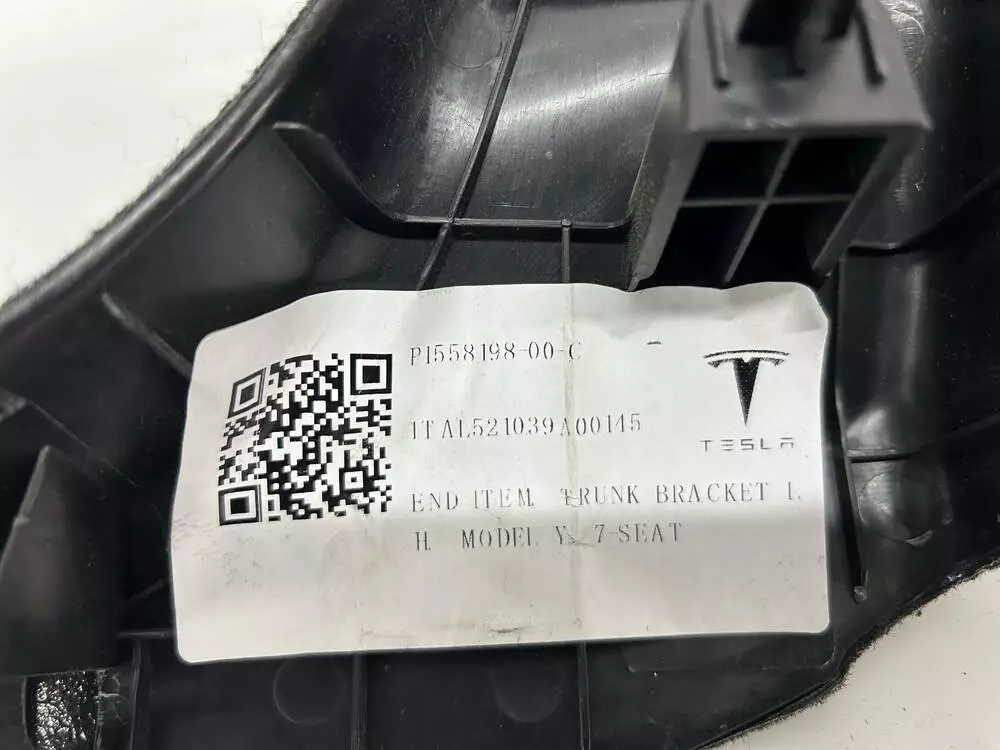 P1558198-00-C
1TAL521039A00145
TESLA
END ITEM, TRUNK BRACKET L
H, MODEL Y, 7-SEAT